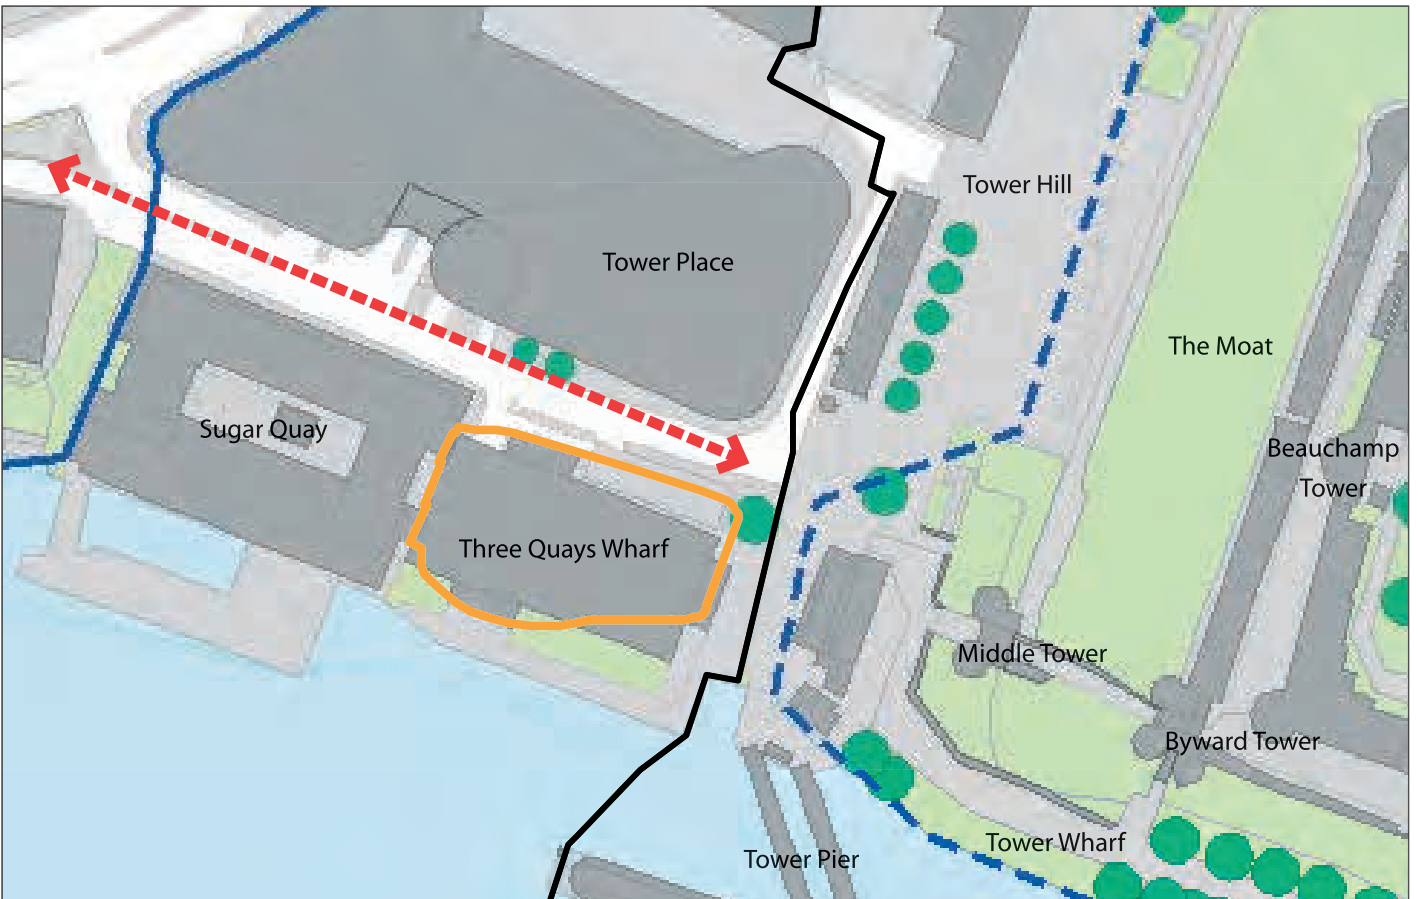 Tower Hill
Tower Place
The Moat
Sugar Quay
Beauchamp
Tower
Three Quays Wharf
Middle Tower
Byward Tower
Tower Wharf
Tower Pier